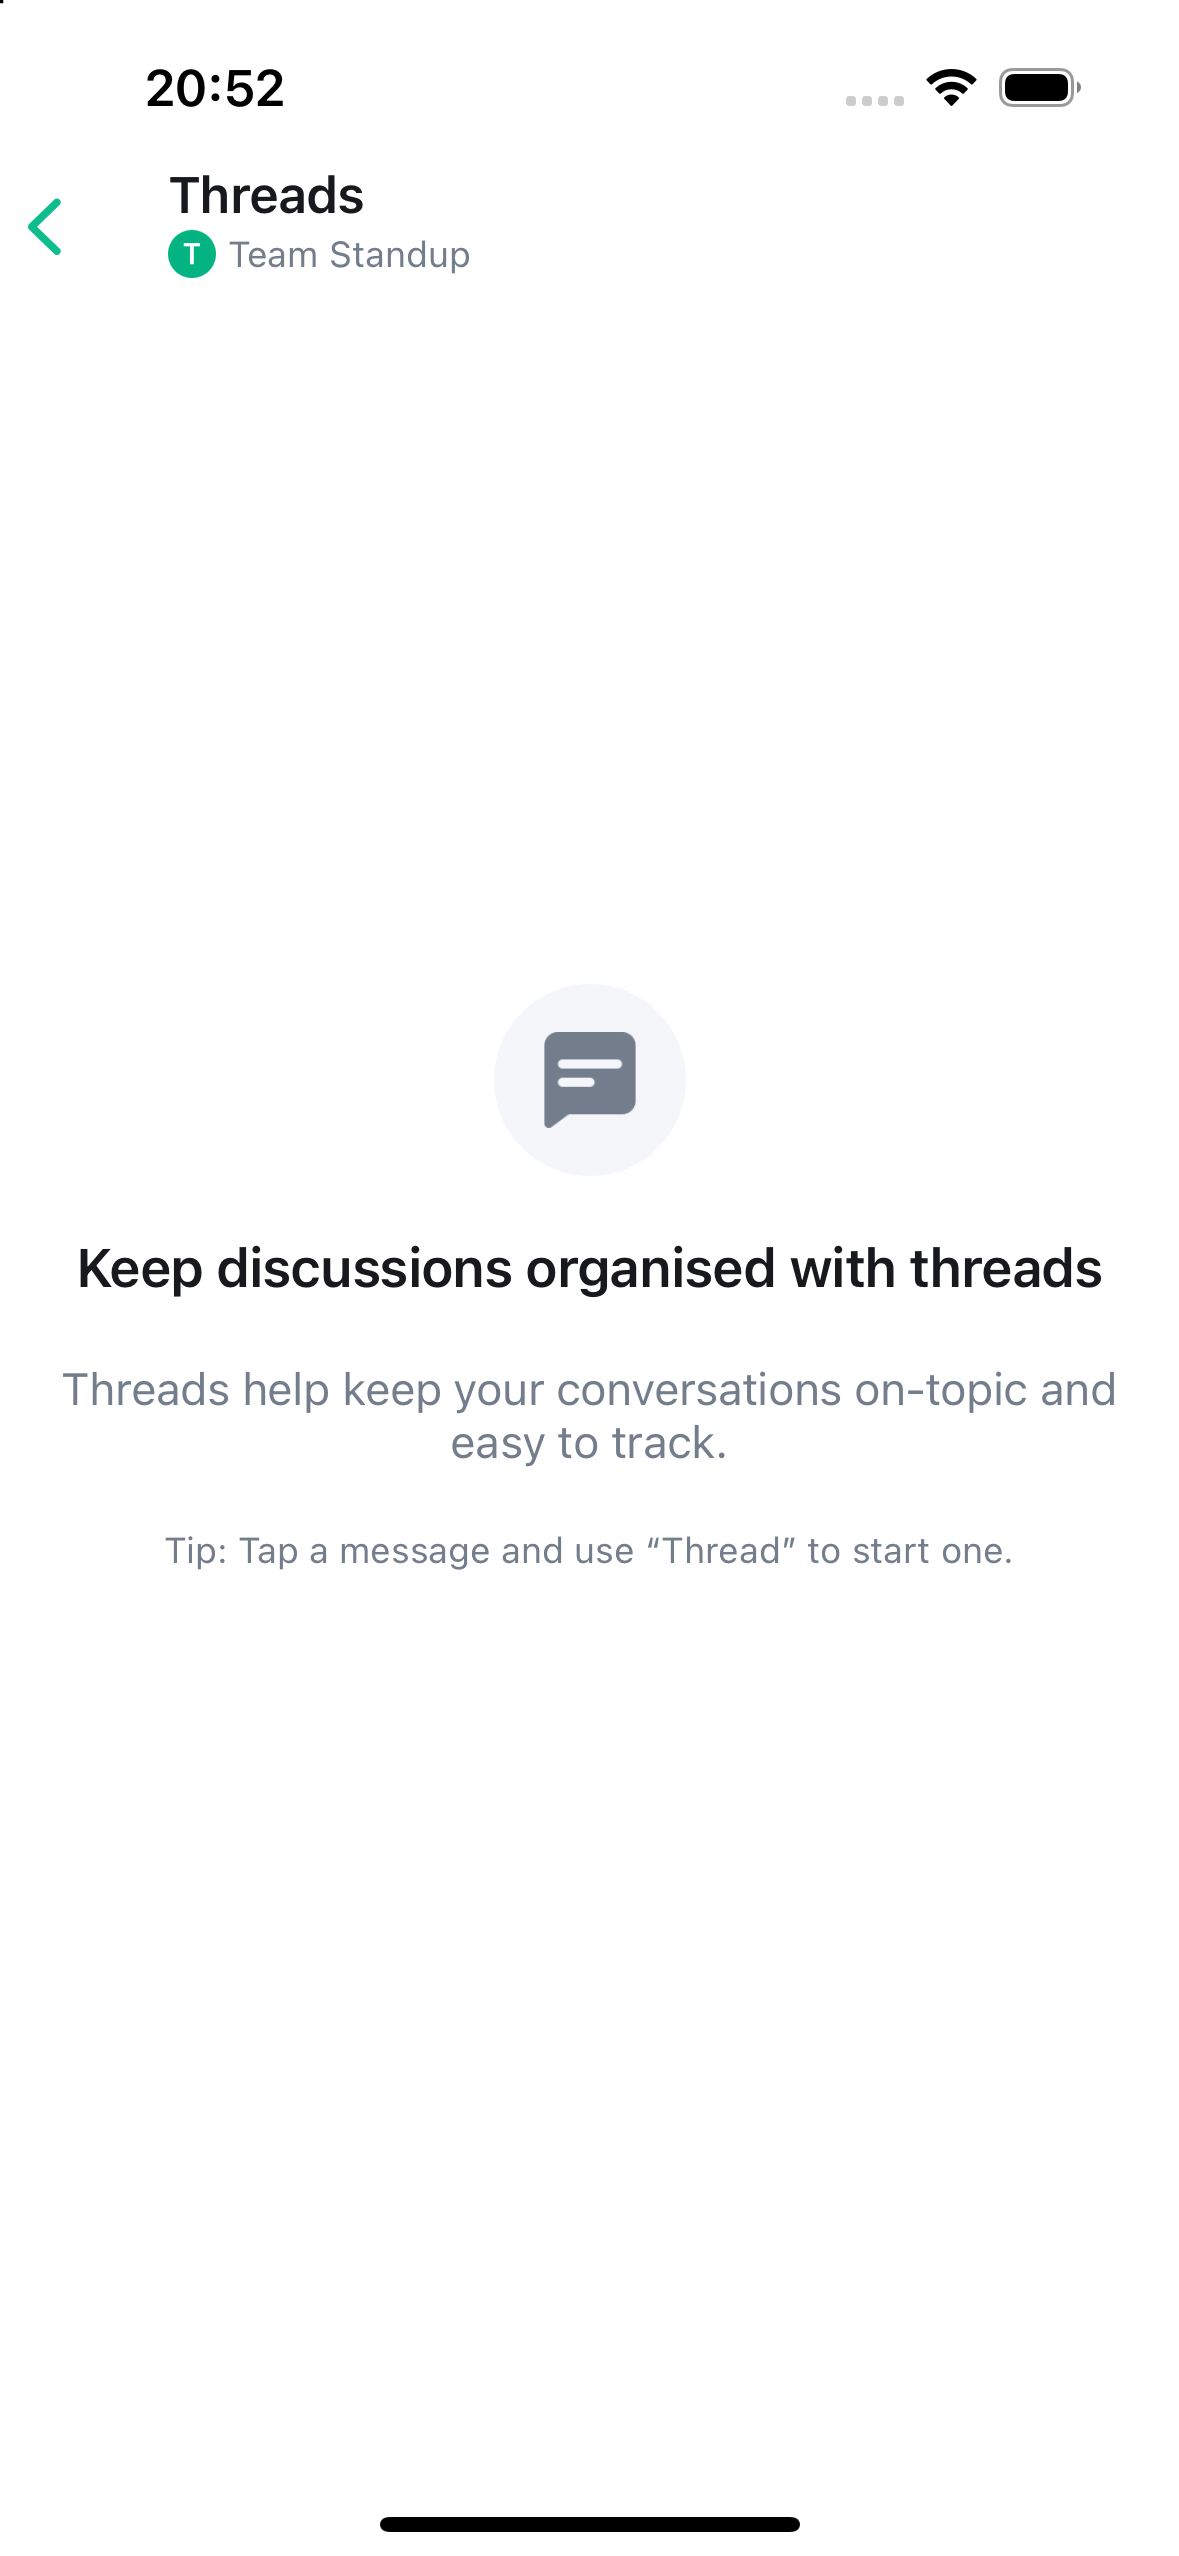 20:52
Threads
T Team Standup
Keep discussions organised with threads
Threads help keep your conversations on-topic and
easy to track.
Tip: Tap a message and use “Thread” to start one.